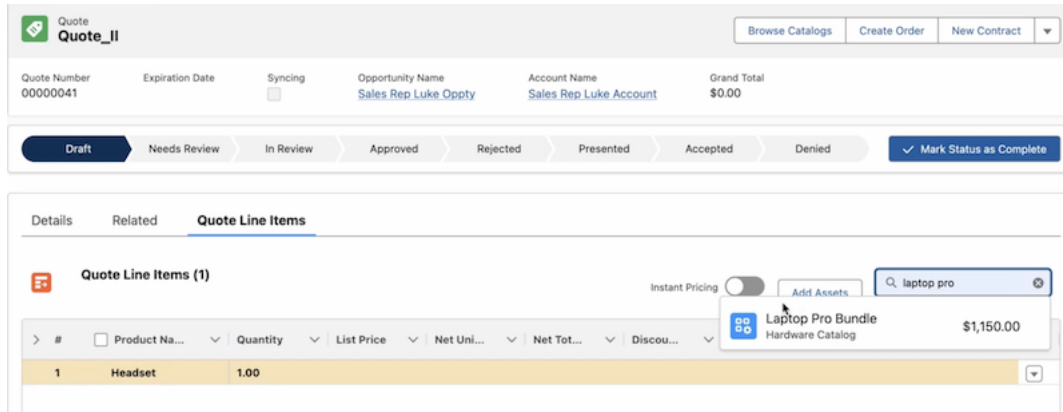 Quote
Quote_II
Browse Catalogs
Create Order
New Contract
Quote Number
00000041
Expiration Date
Syncing
Opportunity Name
Sales Rep Luke Oppty
Account Name
Sales Rep Luke Account
Grand Total
$0.00
Draft
Needs Review
In Review
Approved
Rejected
Presented
Accepted
Denied
Mark Status as Complete
Details
Related
Quote Line Items
Quote Line Items (1)
Instant Pricing
Add Assets
laptop pro
Laptop Pro Bundle
Hardware Catalog
$1,150.00
#
Product Na...
Quantity
List Price
Net Uni...
Net Tot...
Discou...
1
Headset
1.00